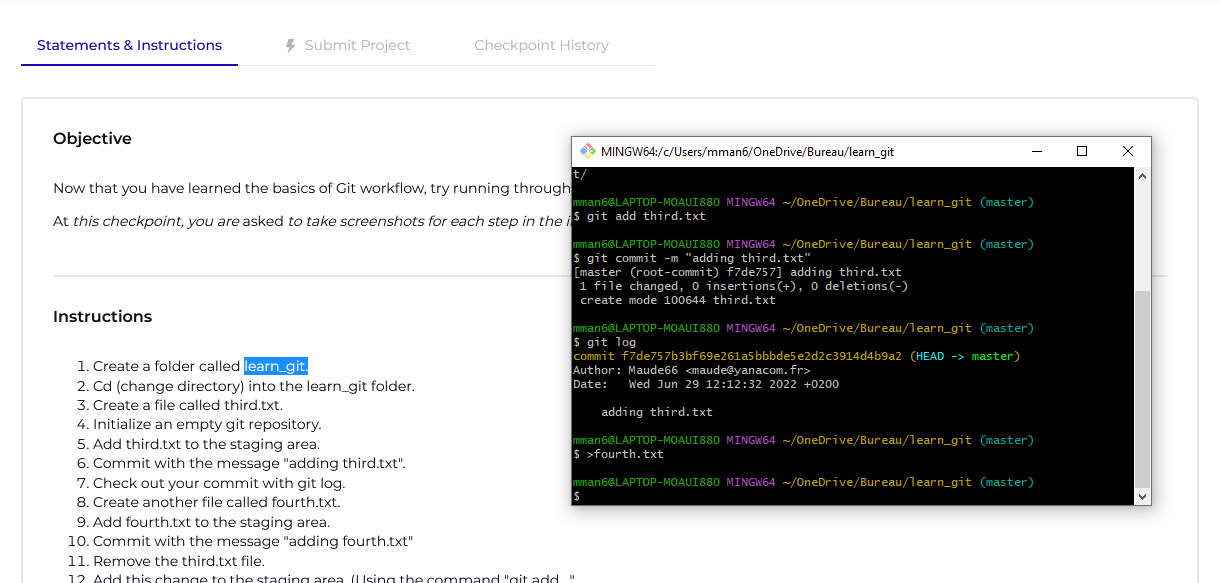 Statements & Instructions
Submit Project
Checkpoint History
Objective
Now that you have learned the basics of Git workflow, try running through
At this checkpoint, you are asked to take screenshots for each step in the
Instructions
1. Create a folder called learn_git.
2. Cd (change directory) into the learn_git folder.
3. Create a file called third.txt.
4. Initialize an empty git repository.
5. Add third.txt to the staging area.
6. Commit with the message "adding third.txt".
7. Check out your commit with git log.
8. Create another file called fourth.txt.
9. Add fourth.txt to the staging area.
10. Commit with the message "adding fourth.txt"
11. Remove the third.txt file.
12. Add this change to the staging area. (Using the command "git add . "
MINGW64:/c/Users/mman6/OneDrive/Bureau/learn_git
t/
mman6@LAPTOP-MOAUI880 MINGW64 ~/OneDrive/Bureau/learn_git (master)
$ git add third.txt
mman6@LAPTOP-MOAUI880 MINGW64 ~/OneDrive/Bureau/learn_git (master)
$ git commit -m "adding third.txt"
[master (root-commit) f7de757] adding third.txt
1 file changed, 0 insertions(+), 0 deletions(-)
create mode 100644 third.txt
mman6@LAPTOP-MOAUI880 MINGW64 ~/OneDrive/Bureau/learn_git (master)
$ git log
commit f7de757b3bf69e261a5bbbde5e2d2c3914d4b9a2 (HEAD -> master)
Author: Maude66 <maude@yanacom.fr>
Date: Wed Jun 29 12:12:32 2022 +0200
adding third.txt
mman6@LAPTOP-MOAUI880 MINGW64 ~/OneDrive/Bureau/learn_git (master)
$ >fourth.txt
mman6@LAPTOP-MOAUI880 MINGW64 ~/OneDrive/Bureau/learn_git (master)
$